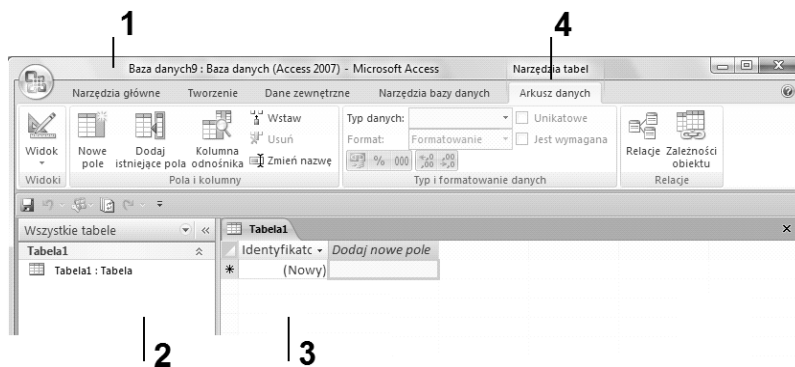 1
4
Baza danych9 : Baza danych (Access 2007) - Microsoft Access
Narzędzia tabel
Narzędzia główne Tworzenie Dane zewnętrzne Narzędzia bazy danych Arkusz danych
Widok
Nowe pole
Dodaj istniejące pola
Kolumna odnośnika
Wstaw
Usuń
Zmień nazwę
Typ danych:
Format: Formatowanie
% 000
Unikatowe
Jest wymagana
Relacje
Zależności obiektu
Widoki Pola i kolumny Typ i formatowanie danych Relacje
Wszystkie tabele
Tabela1
Tabela1 : Tabela
Tabela1
Identyfikatc Dodaj nowe pole
(Nowy)
2
3